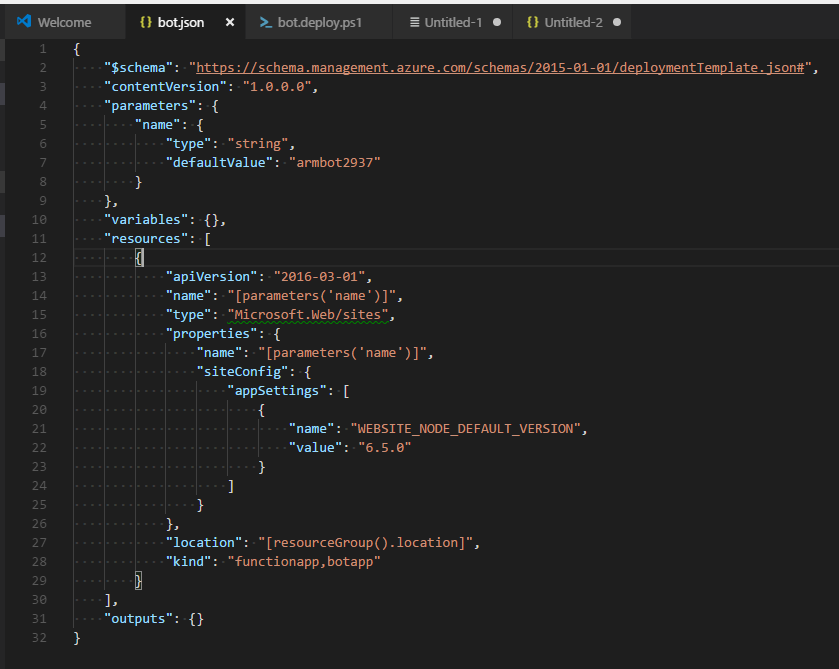 Welcome
{} bot.json ×
bot.deploy.ps1
Untitled-1
{} Untitled-2
1 {
2     "$schema": "https://schema.management.azure.com/schemas/2015-01-01/deploymentTemplate.json#",
3     "contentVersion": "1.0.0.0",
4     "parameters": {
5         "name": {
6             "type": "string",
7             "defaultValue": "armbot2937"
8         }
9     },
10     "variables": {},
11     "resources": [
12         {
13             "apiVersion": "2016-03-01",
14             "name": "[parameters('name')]",
15             "type": "Microsoft.Web/sites",
16             "properties": {
17                 "name": "[parameters('name')]",
18                 "siteConfig": {
19                     "appSettings": [
20                         {
21                             "name": "WEBSITE_NODE_DEFAULT_VERSION",
22                             "value": "6.5.0"
23                         }
24                     ]
25                 }
26             },
27             "location": "[resourceGroup().location]",
28             "kind": "functionapp,botapp"
29         }
30     ],
31     "outputs": {}
32 }